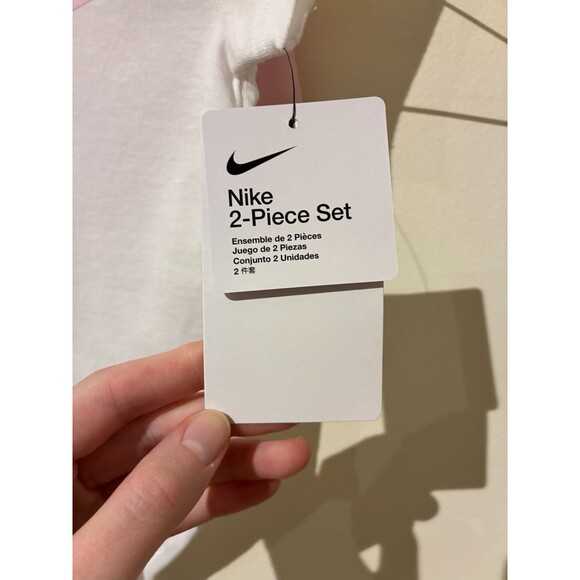 Nike
2-Piece Set
Ensemble de 2 Pièces
Juego de 2 Piezas
Conjunto 2 Unidades
2 件套